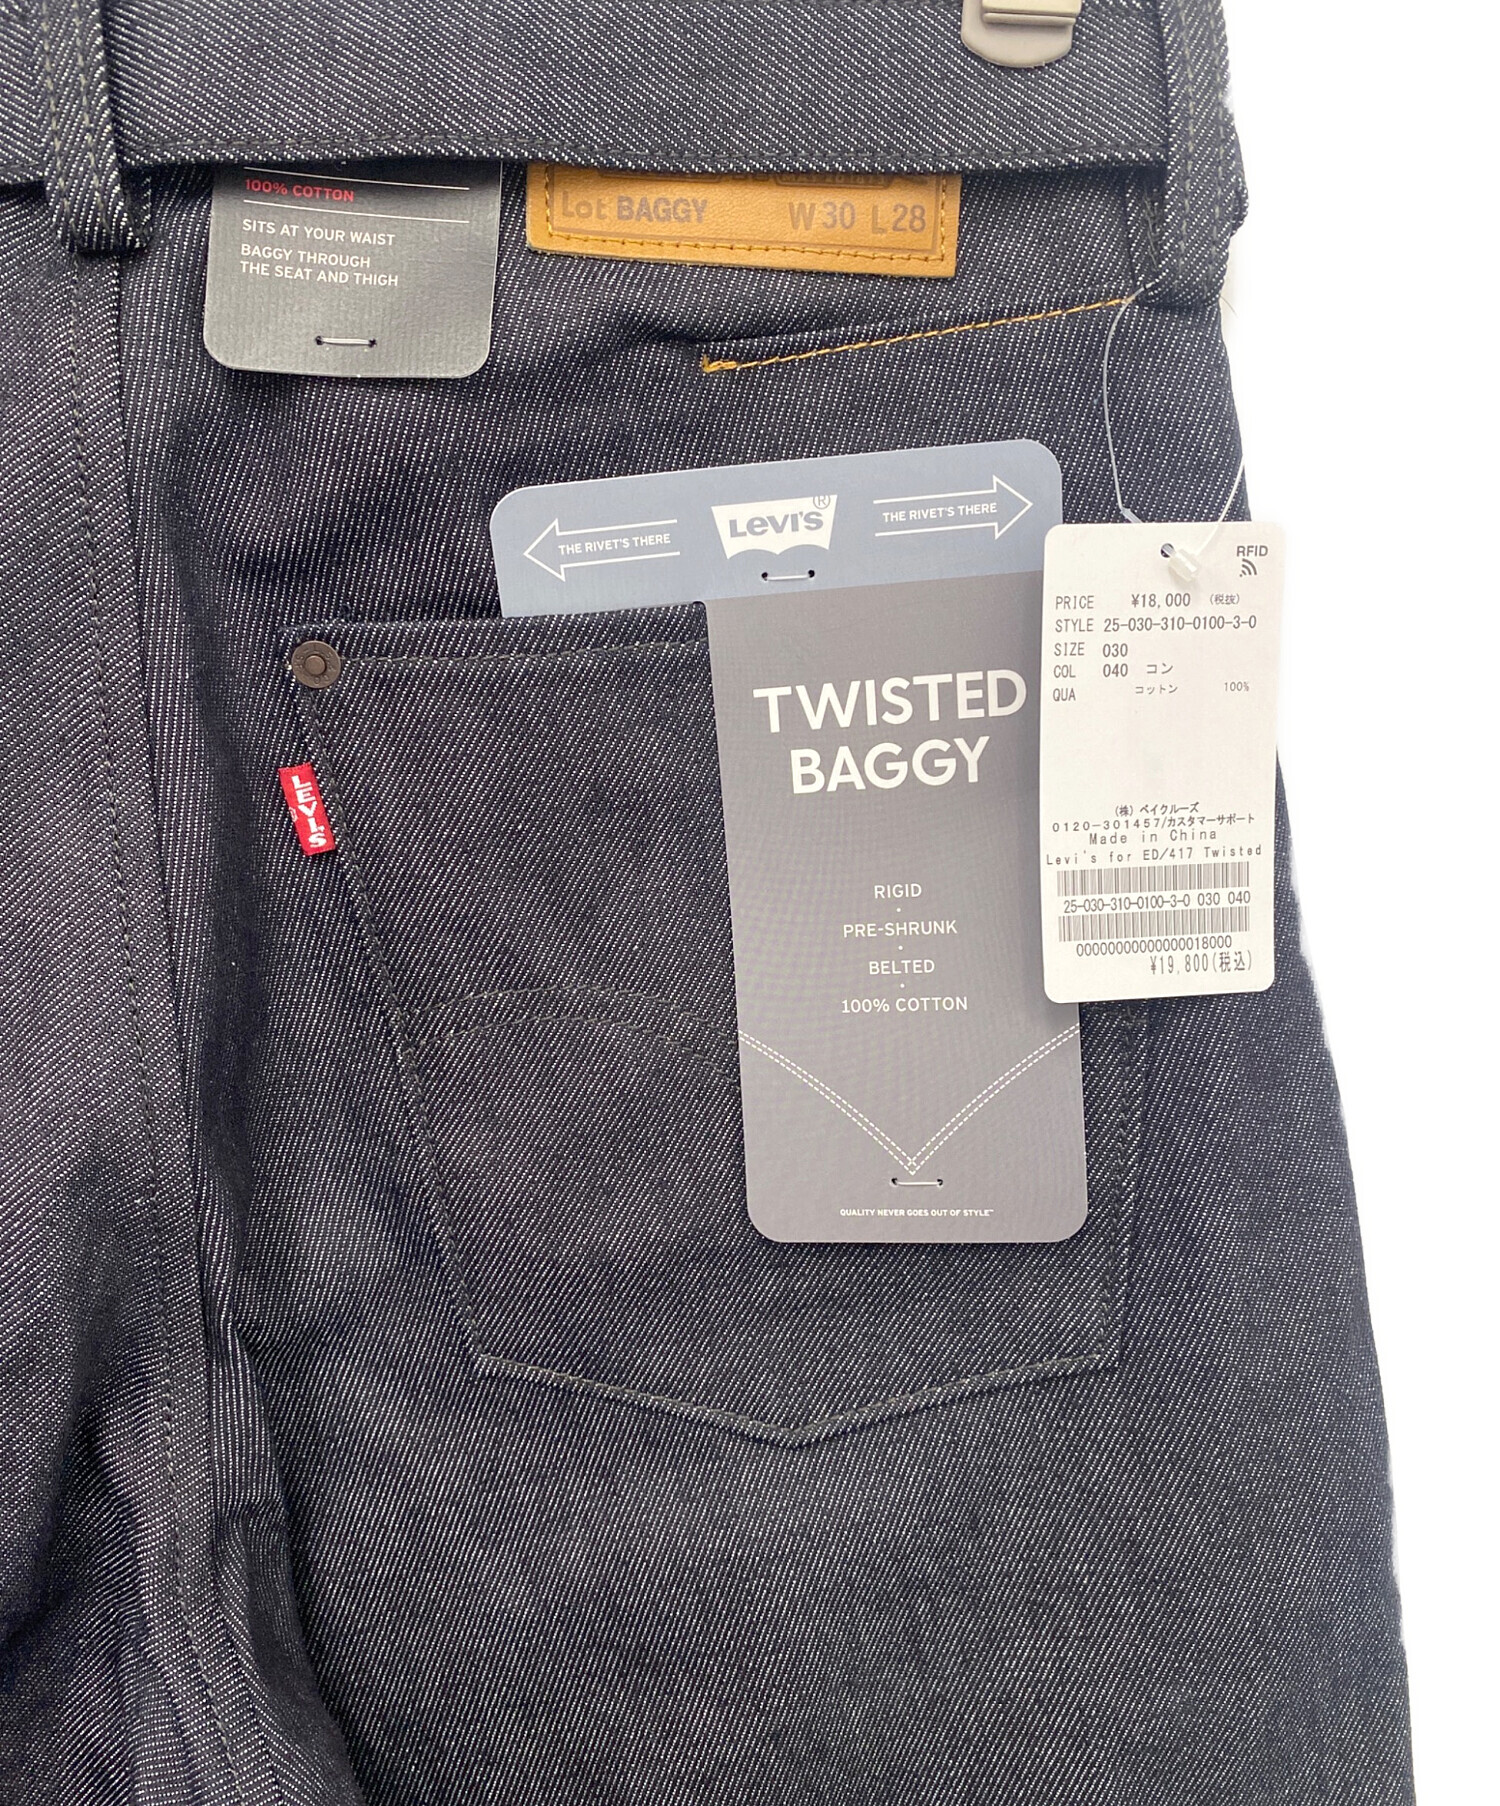 100% COTTON
SITS AT YOUR WAIST
BAGGY THROUGH
THE SEAT AND THIGH
Lot BAGGY W30 L28
THE RIVET'S THERE
LEVI'S®
THE RIVET'S THERE
TWISTED
BAGGY
RIGID
·
PRE-SHRUNK
·
BELTED
·
100% COTTON
QUALITY NEVER GOES OUT OF STYLE™
LEVI'S
RFID
PRICE ¥18,000 (税抜)
STYLE 25-030-310-0100-3-0
SIZE 030
COL 040 コン
QUA コットン 100%
(株) ベイクルーズ
0120-301457/カスタマーサポート
Made in China
Levi's for ED/417 Twisted
25-030-310-0100-3-0 030 040
00000000000000018000
¥19,800(税込)